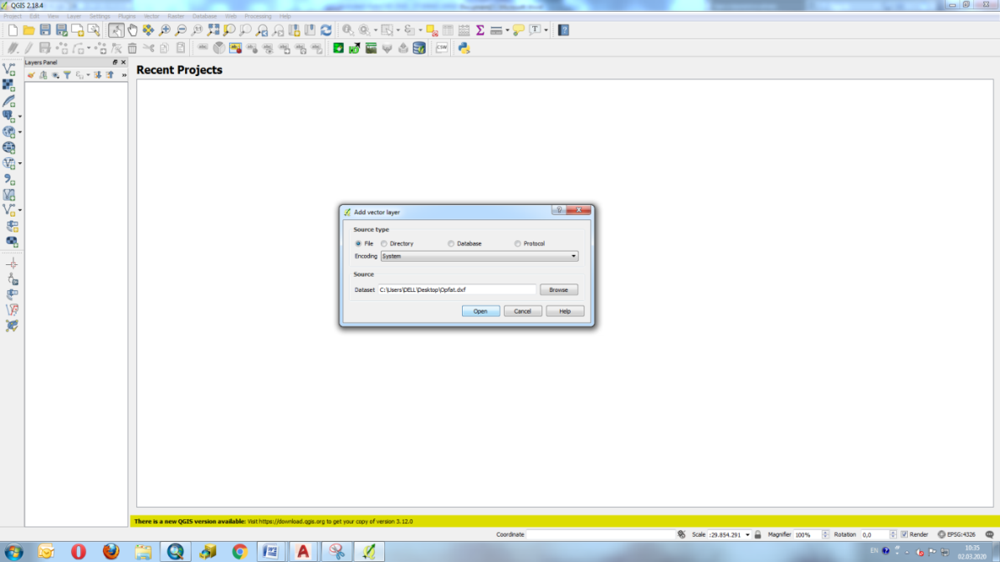 QGIS 2.18.4
Project Edit View Layer Settings Plugins Vector Raster Database Web Processing Help
Layers Panel
Recent Projects
Add vector layer
Source type
File Directory Database Protocol
Encoding System
Source
Dataset C:\Users\DELL\Desktop\Opfat.dxf Browse
Open Cancel Help
There is a new QGIS version available: Visit https://download.qgis.org to get your copy of version 3.12.0
Coordinate Scale :29.854.291 Magnifier 100% Rotation 0,0 Render EPSG:4326
EN 10:35
02.03.2020